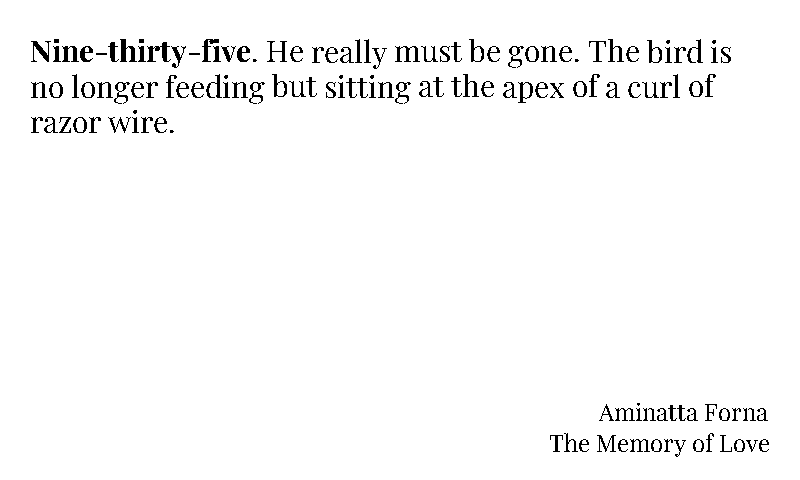 Nine-thirty-five. He really must be gone. The bird is
no longer feeding but sitting at the apex of a curl of
razor wire.
Aminatta Forna
The Memory of Love